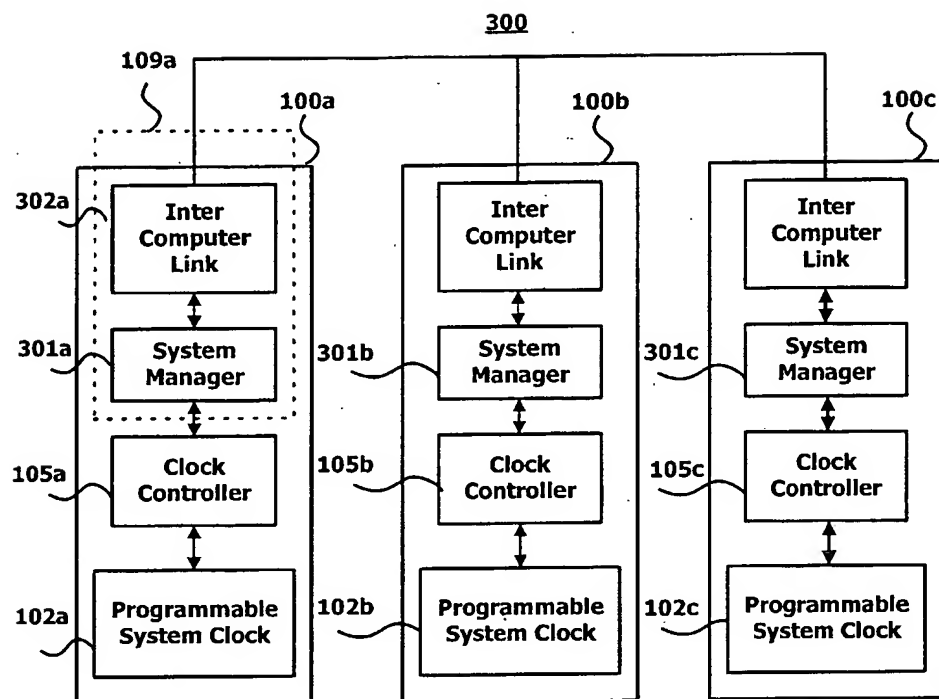 300
109a
100a
100b
100c
302a
Inter
Computer
Link
Inter
Computer
Link
Inter
Computer
Link
301a
System
Manager
301b
System
Manager
301c
System
Manager
105a
Clock
Controller
105b
Clock
Controller
105c
Clock
Controller
102a
Programmable
System Clock
102b
Programmable
System Clock
102c
Programmable
System Clock